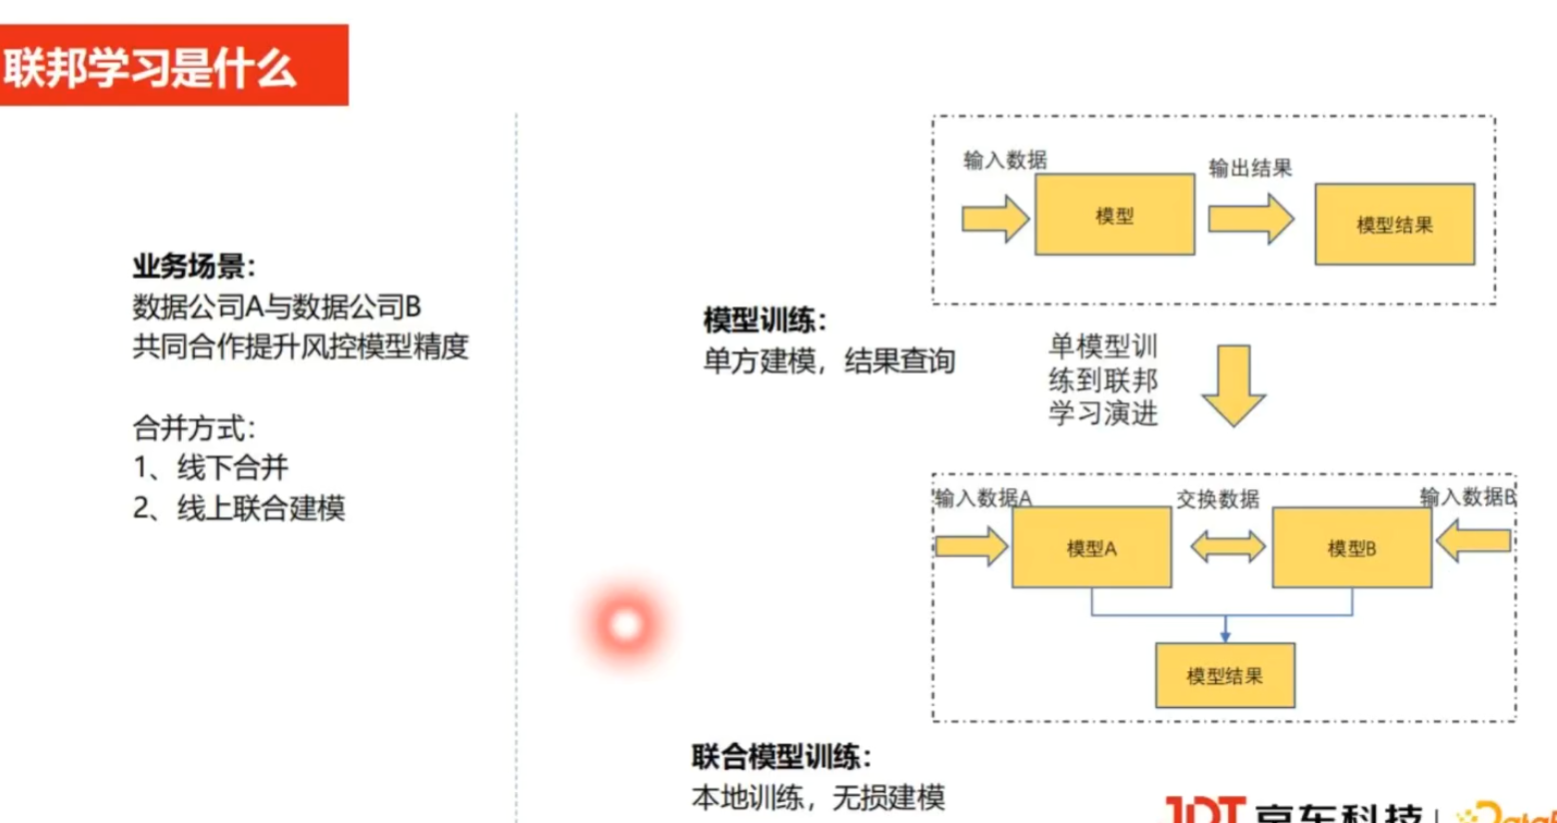 联邦学习是什么
业务场景：
数据公司A与数据公司B
共同合作提升风控模型精度
合并方式：
1、线下合并
2、线上联合建模
模型训练：
单方建模，结果查询
输入数据
模型
输出结果
模型结果
单模型训
练到联邦
学习演进
输入数据A
模型A
交换数据
模型B
输入数据B
模型结果
联合模型训练：
本地训练，无损建模
JDT 京东科技